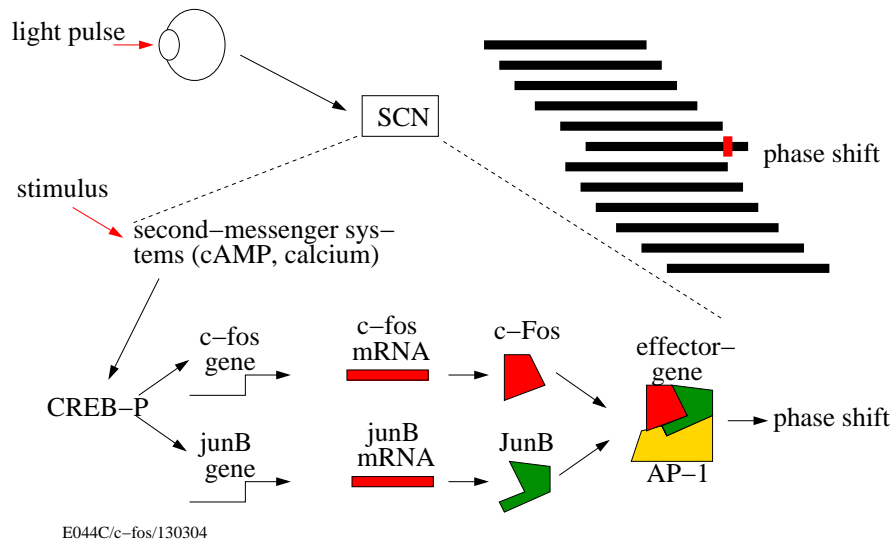 light pulse
SCN
phase shift
stimulus
second−messenger sys−
tems (cAMP, calcium)
c−fos
gene
c−fos
mRNA
c−Fos
effector−
gene
CREB−P
phase shift
junB
gene
junB
mRNA
JunB
AP−1
E044C/c−fos/130304